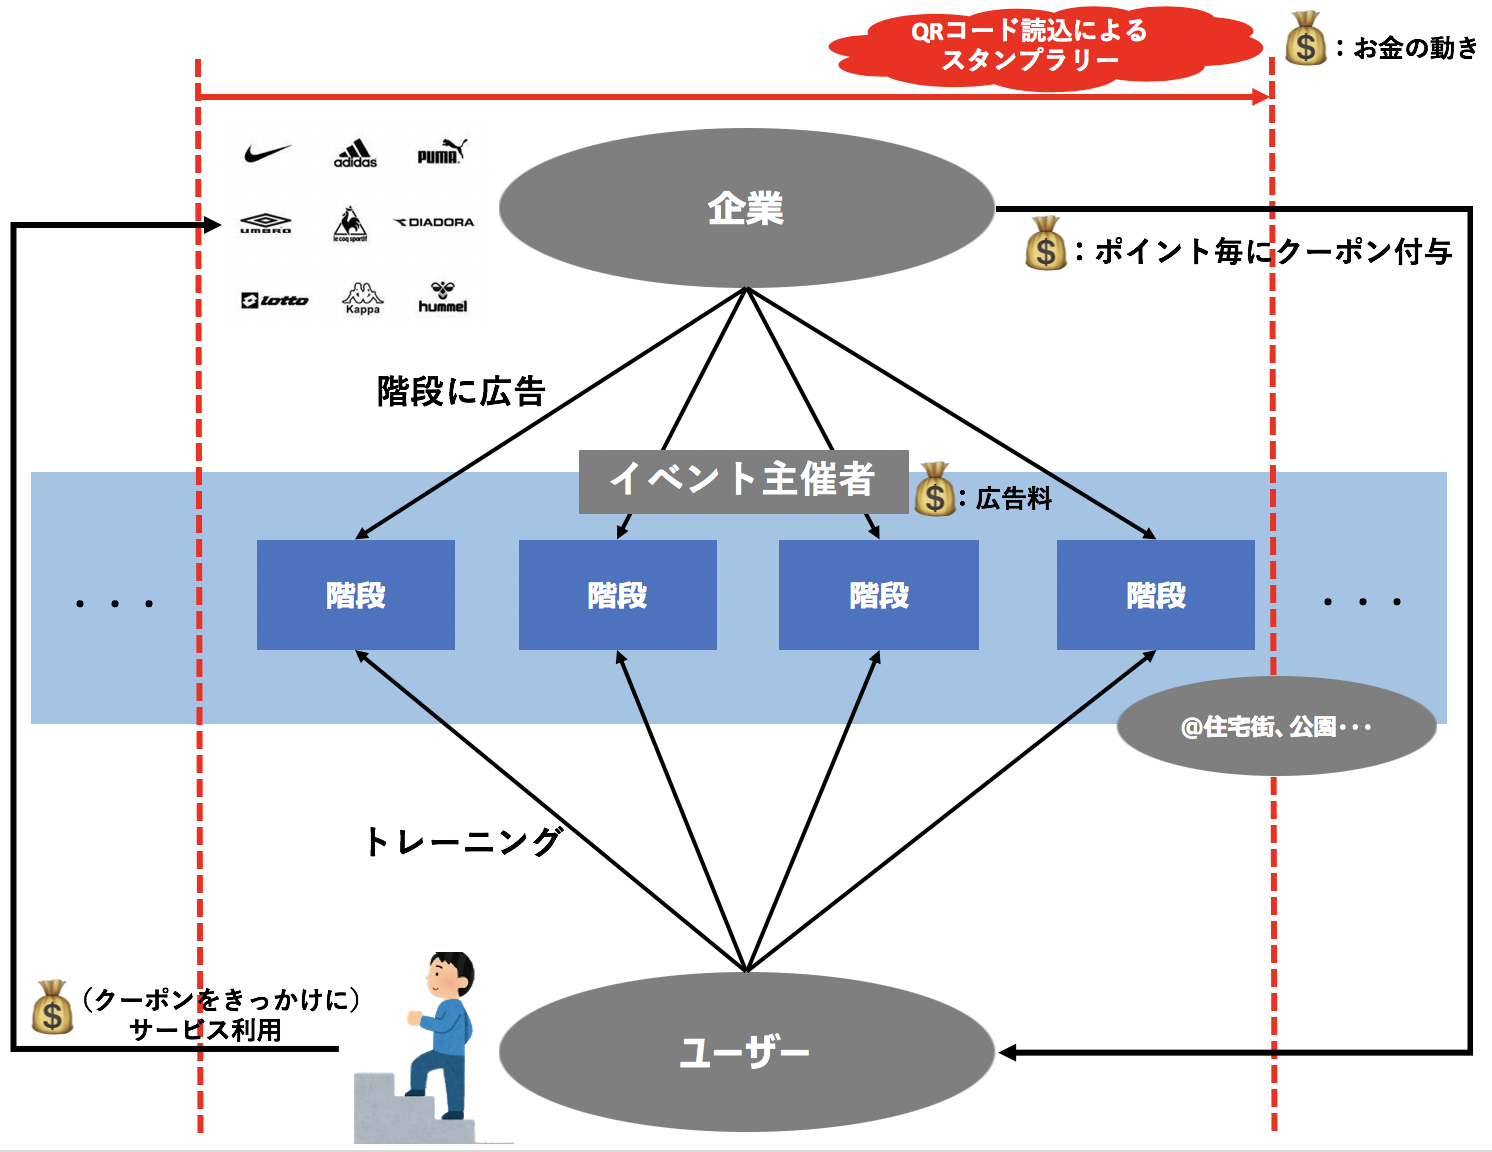 QRコード読込による
スタンプラリー
$：お金の動き
adidas
PUMA
企業
UMBRO
le coq sportif
DIADORA
$：ポイント毎にクーポン付与
lotto
Kappa
hummel
階段に広告
イベント主催者
$：広告料
・・・
階段
階段
階段
階段
・・・
@住宅街、公園・・・
トレーニング
$（クーポンをきっかけに）
サービス利用
ユーザー